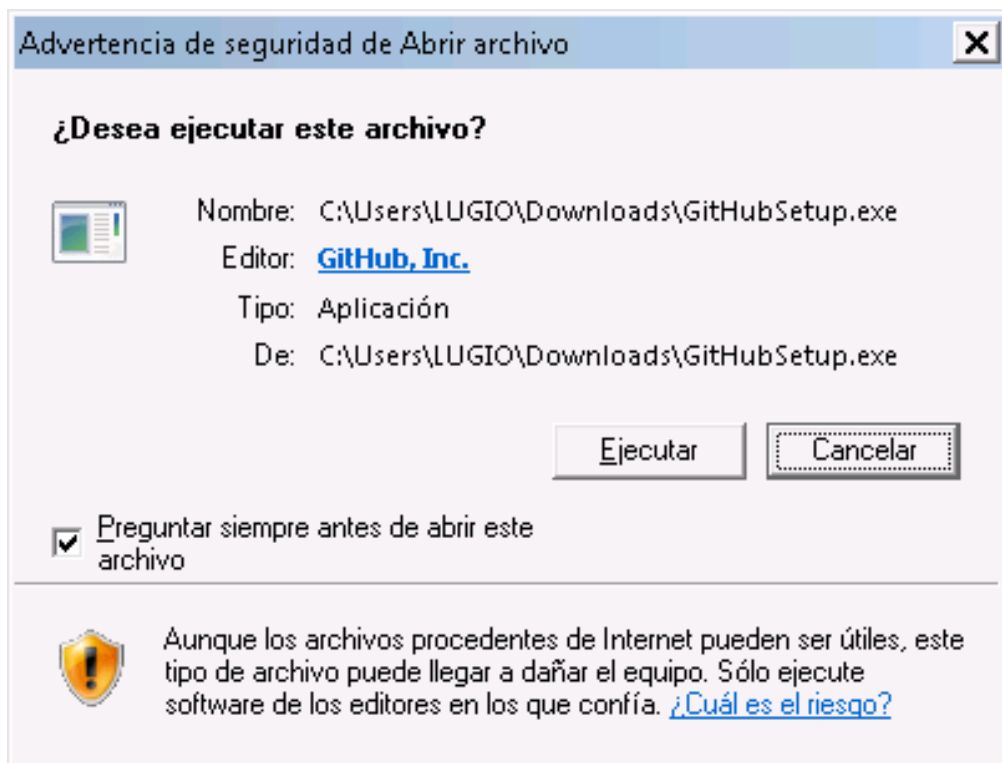 Advertencia de seguridad de Abrir archivo
¿Desea ejecutar este archivo?
Nombre: C:\Users\LUGIO\Downloads\GitHubSetup.exe
Editor: GitHub, Inc.
Tipo: Aplicación
De: C:\Users\LUGIO\Downloads\GitHubSetup.exe
Ejecutar Cancelar
Preguntar siempre antes de abrir este
archivo
Aunque los archivos procedentes de Internet pueden ser útiles, este
tipo de archivo puede llegar a dañar el equipo. Sólo ejecute
software de los editores en los que confía. ¿Cuál es el riesgo?